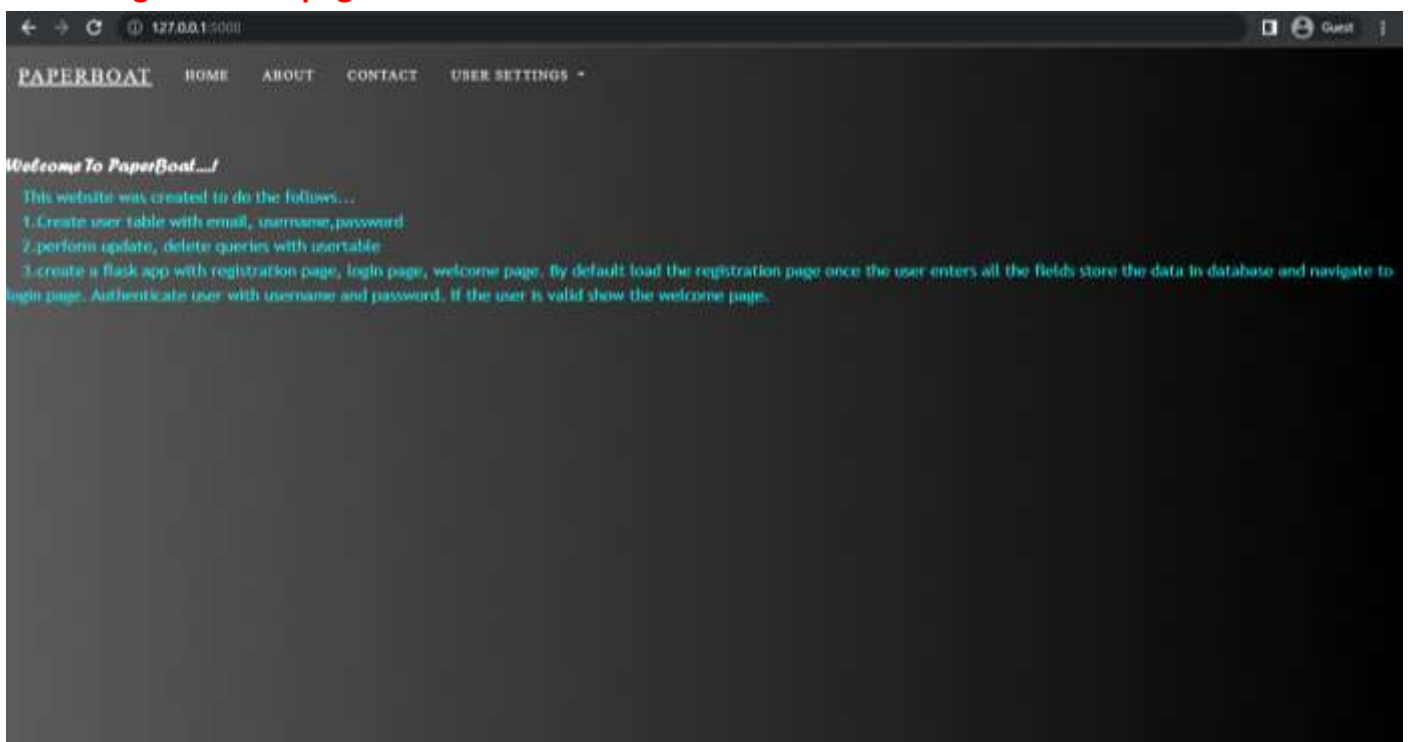 127.0.0.1:5000
Guest
PAPERBOAT HOME ABOUT CONTACT USER SETTINGS
Welcome To PaperBoat....!
This website was created to do the follows...
1.Create user table with email, username,password
2.perform update, delete queries with usertable
3.create a flask app with registration page, login page, welcome page. By default load the registration page once the user enters all the fields store the data in database and navigate to
login page. Authenticate user with username and password. If the user is valid show the welcome page.